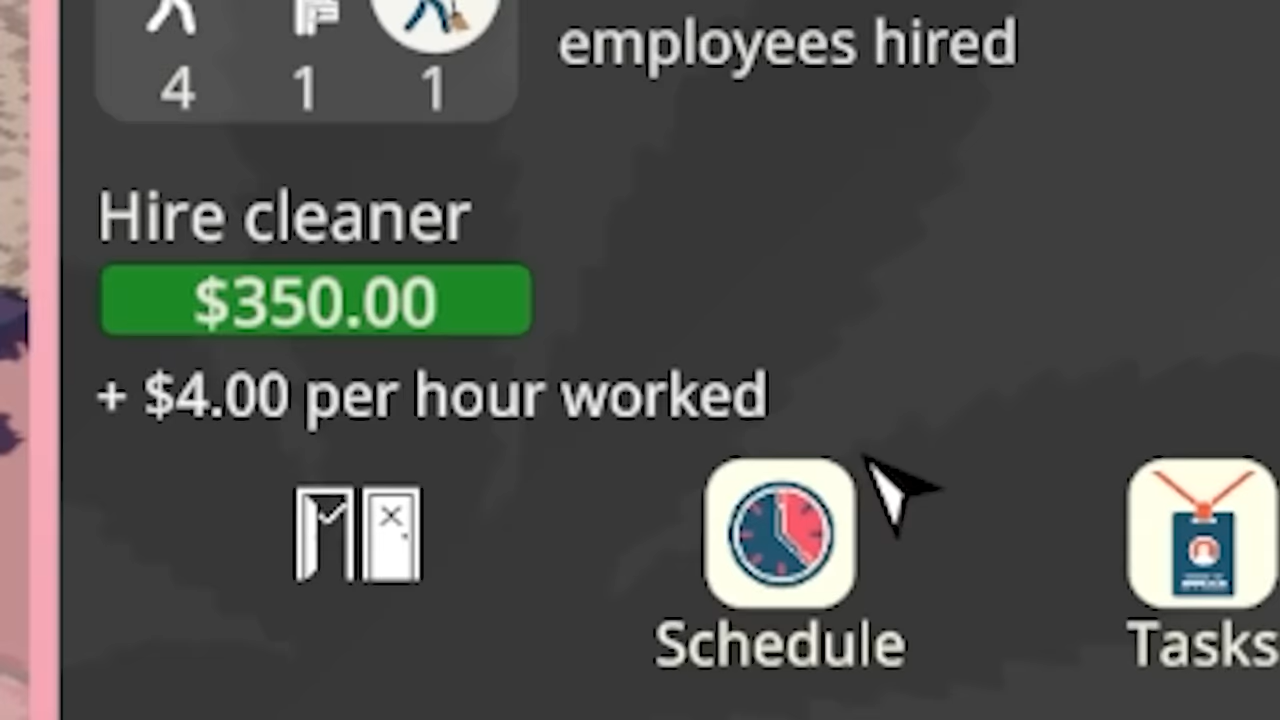 employees hired
4 1 1
Hire cleaner
$350.00
+ $4.00 per hour worked
Schedule
Tasks